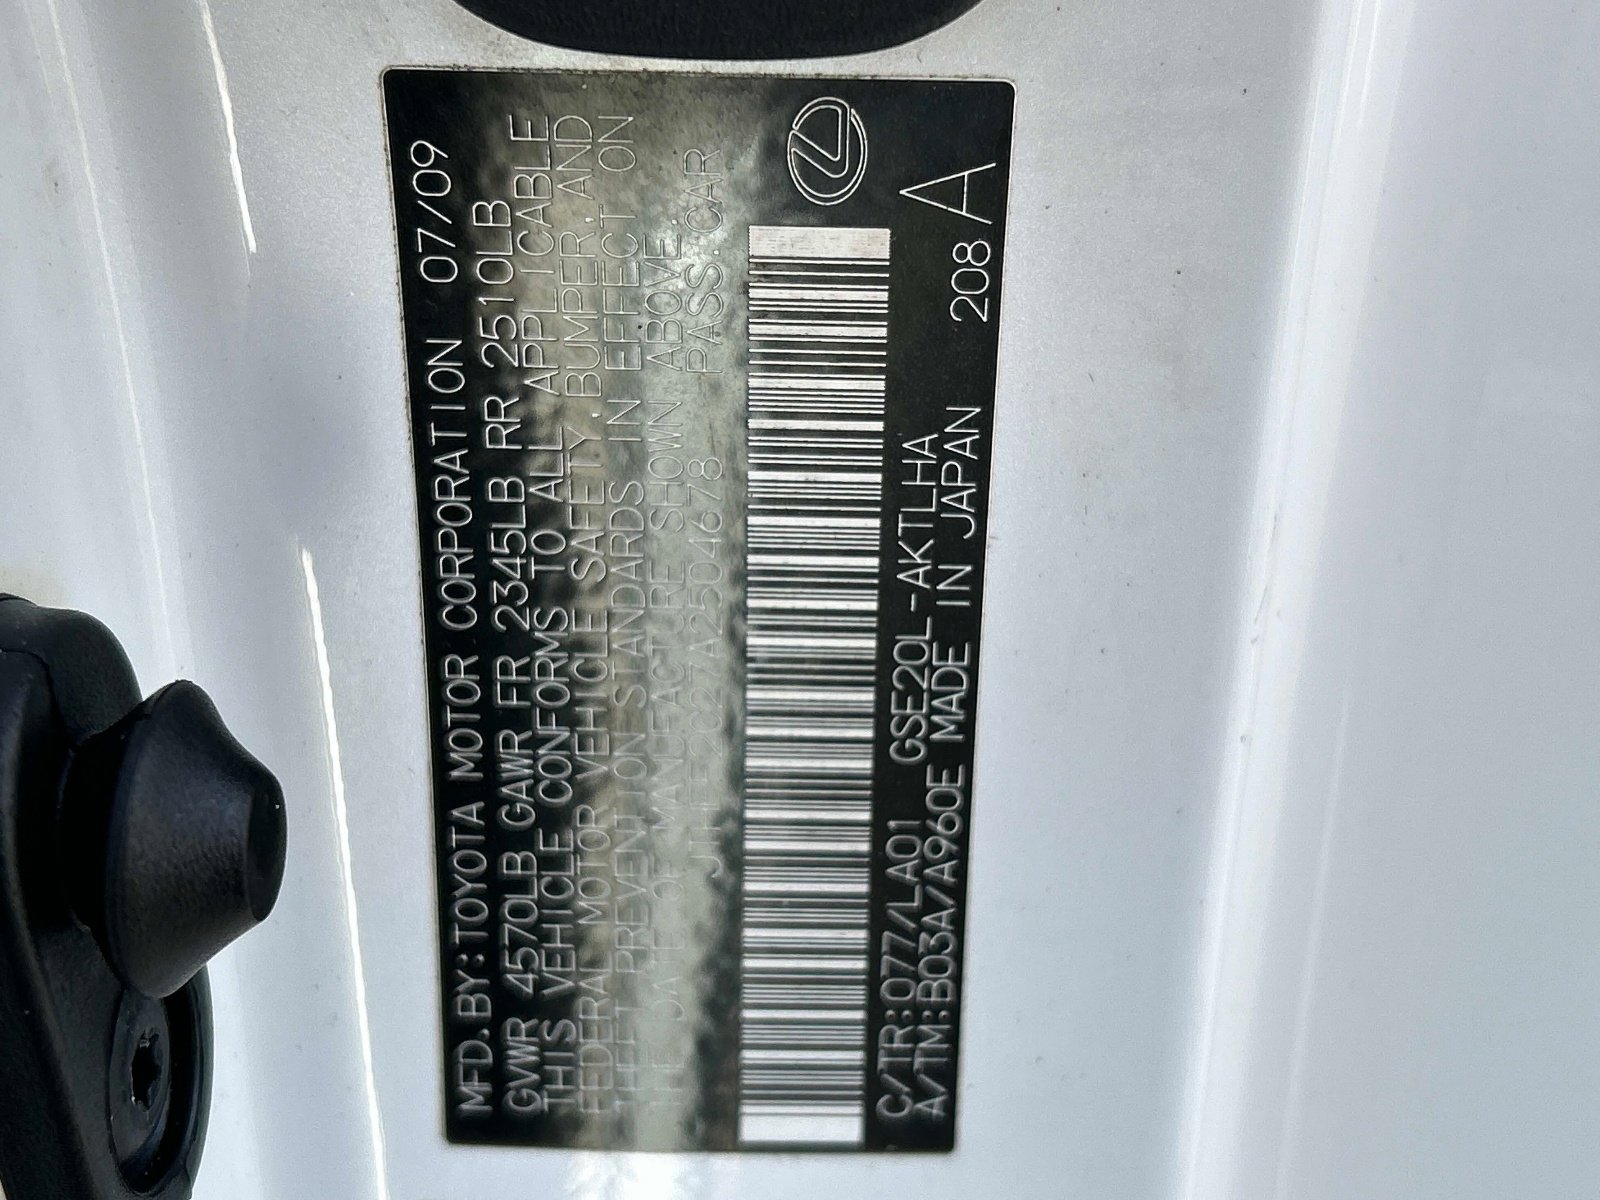 MFD.BY:TOYOTA MOTOR CORPORATION 07/09
GVWR 4570LB GAWR FR 2345LB RR 2510LB
THIS VEHICLE CONFORMS TO ALL APPLICABLE
FEDERAL MOTOR VEHICLE SAFETY,BUMPER,AND
THEFT PREVENTION STANDARDS IN EFFECT ON
THE DATE OF MANUFACTURE SHOWN ABOVE.
JTHFF2C27A2504678 PASS.CAR
C/TR:077/LA01 GSE20L-AKTLHA
A/TM:B03A/A960E MADE IN JAPAN 208 A